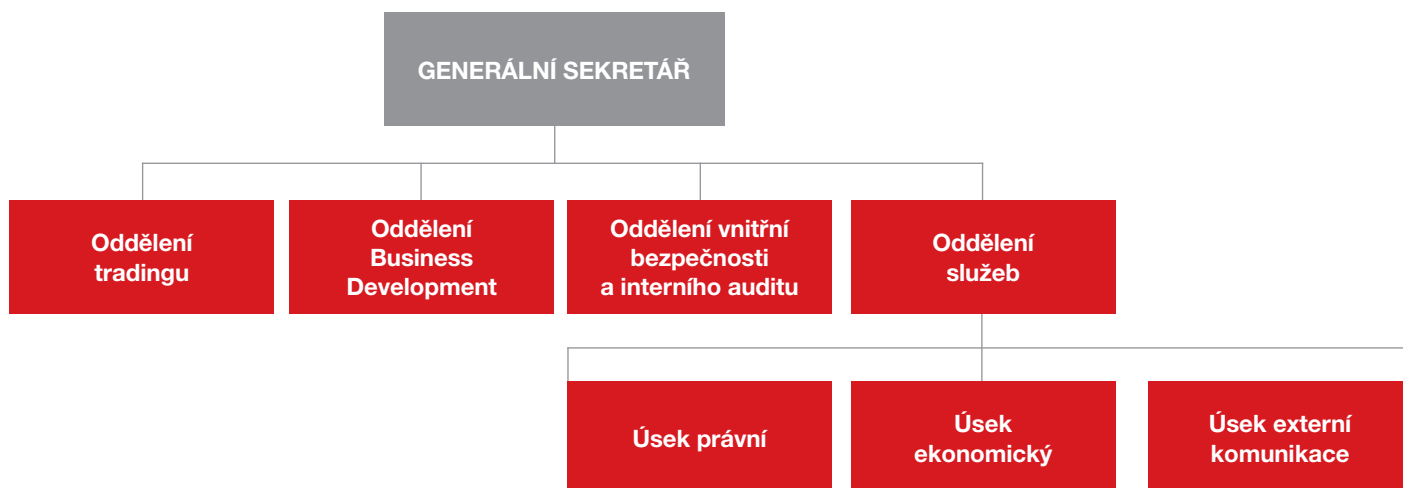 GENERÁLNÍ SEKRETÁŘ
Oddělení
tradingu
Oddělení
Business
Development
Oddělení vnitřní
bezpečnosti
a interního auditu
Oddělení
služeb
Úsek právní
Úsek
ekonomický
Úsek externí
komunikace